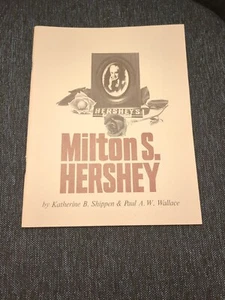 HERSHEY'S
Milton S.
HERSHEY
by Katherine B. Shippen & Paul A. W. Wallace